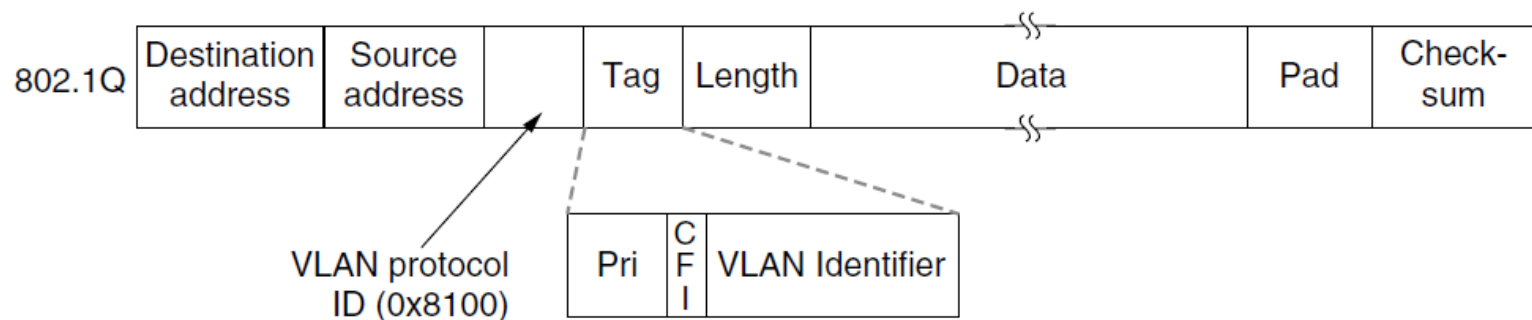 802.1Q
Destination
address
Source
address
Tag
Length
Data
Pad
Check-
sum
VLAN protocol
ID (0x8100)
Pri
C
F
I
VLAN Identifier